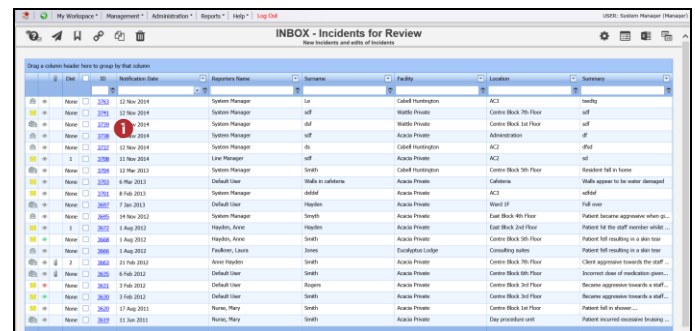 My Workspace Management Administration Reports Help Log Out USER: System Manager (Manager)
INBOX - Incidents for Review
New Incidents and edits of Incidents
Drag a column header here to group by that column
Dist ID Notification Date Reporters Name Surname Facility Location Summary
None 3763 12 Nov 2014 System Manager Le Cabell Huntington AC3 tsedtg
None 3741 12 Nov 2014 System Manager sdf Wattle Private Centre Block 7th Floor sdf
None 3739 12 Nov 2014 System Manager dsf Wattle Private Centre Block 1st Floor sdf
None 3738 Nov 2014 System Manager sdf Acacia Private Administration df
None 3737 12 Nov 2014 System Manager ds Cabell Huntington AC2 dfsd
1 3708 11 Nov 2014 Line Manager sdf Acacia Private AC2 sd
None 3704 12 Mar 2013 System Manager Smith Cabell Huntington Centre Block 5th Floor Resident fall in home
None 3703 6 Mar 2013 Default User Walls in cafeteria Acacia Private Cafeteria Walls appear to be water damaged
None 3701 8 Feb 2013 System Manager Acacia Private AC3
None 3697 7 Jan 2013 Default User Hayden Acacia Private Ward 1F Fell over
None 3695 14 Nov 2012 System Manager Smyth Acacia Private East Block 4th Floor Patient became aggressive when gi...
1 3672 1 Aug 2012 Hayden, Anne Hayden Acacia Private East Block 2nd Floor Patient hit the staff member whilst
None 3668 1 Aug 2012 Hayden, Anne Smith Acacia Private Centre Block 5th Floor Patient fell resulting in a skin tear
None 3666 1 Aug 2012 Faulkner, Laura Jones Eucalyptus Lodge Consulting suites Patient fell resulting in a skin tear
2 3663 21 Feb 2012 Anne Hayden Smith Acacia Private Centre Block 7th Floor Client aggressive towards the staff
None 3635 6 Feb 2012 Default User Smith Acacia Private Centre Block 6th Floor Incorrect dose of medication given...
None 3631 3 Feb 2012 Default User Rogers Acacia Private Centre Block 3rd Floor Became aggressive towards a staff...
None 3630 3 Feb 2012 Default User Smith Acacia Private Centre Block 3rd Floor Became aggressive towards a staff...
None 3620 17 Aug 2011 Nurse, Mary Smith Acacia Private Centre Block 1st Floor Patient fell in shower....
None 3619 11 Jun 2011 Nurse, Mary Smith Acacia Private Day procedure unit Patient incurred excessive bruising